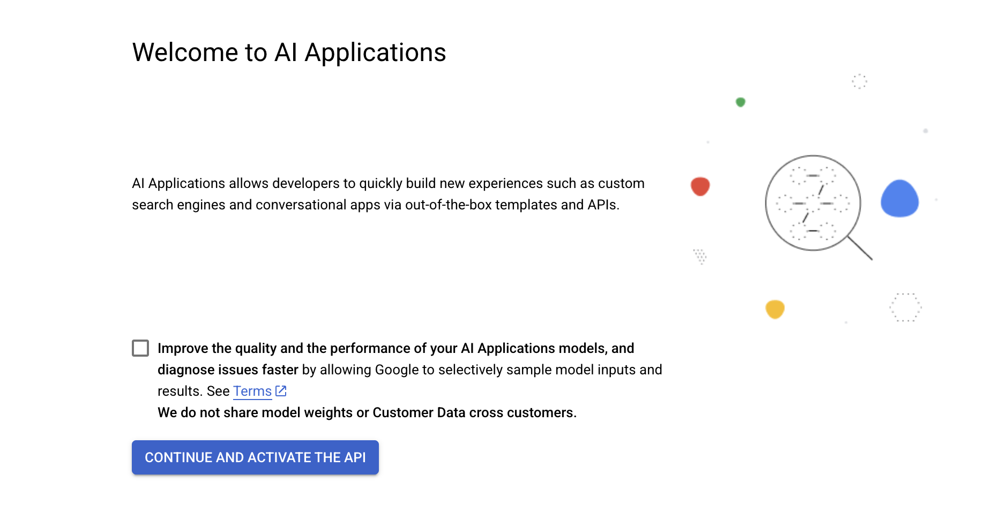 Welcome to AI Applications
AI Applications allows developers to quickly build new experiences such as custom
search engines and conversational apps via out-of-the-box templates and APIs.
Improve the quality and the performance of your AI Applications models, and
diagnose issues faster by allowing Google to selectively sample model inputs and
results. See Terms
We do not share model weights or Customer Data cross customers.
CONTINUE AND ACTIVATE THE API